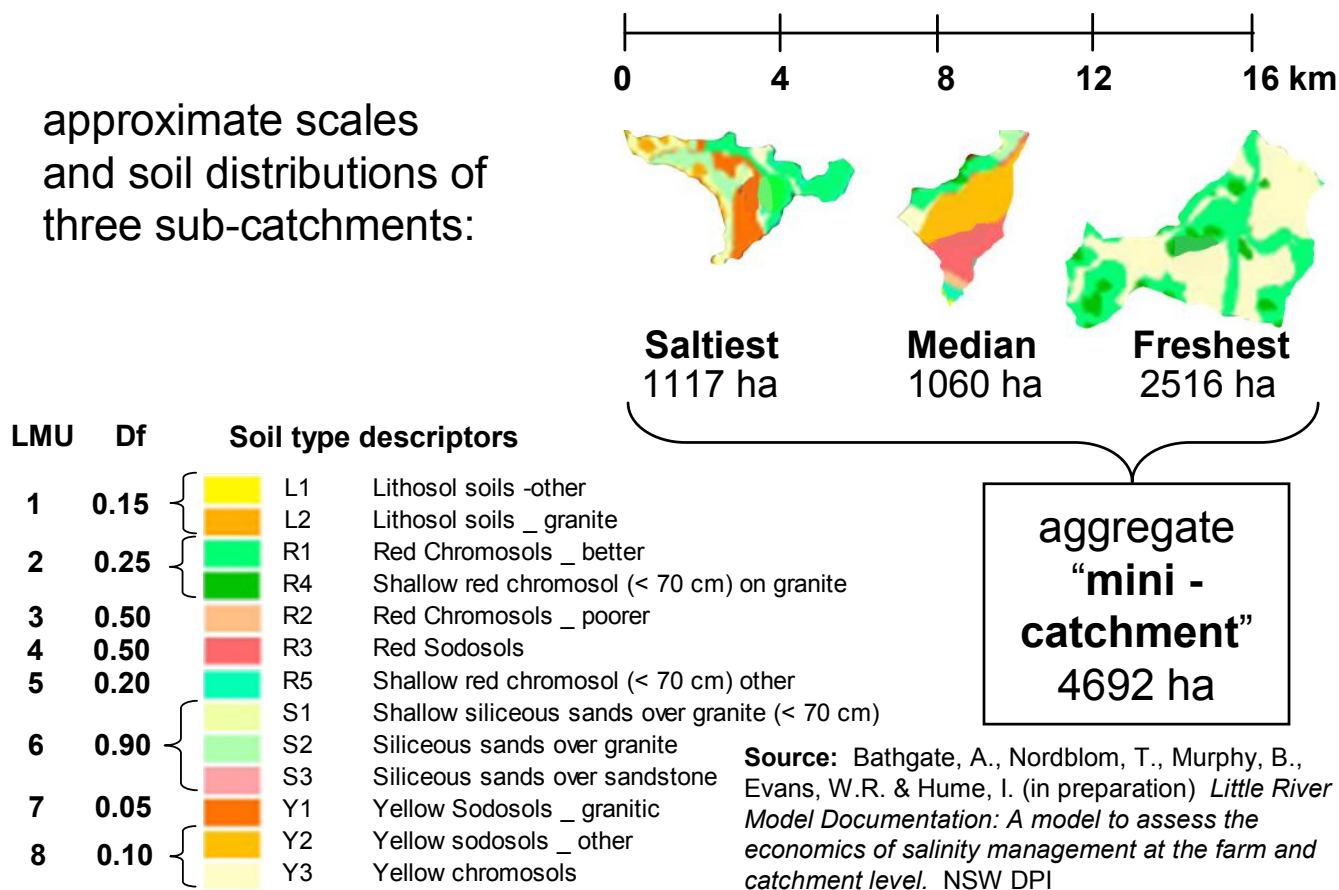 0 4 8 12 16 km
approximate scales
and soil distributions of
three sub-catchments:
Saltiest Median Freshest
1117 ha 1060 ha 2516 ha
LMU Df Soil type descriptors
1 0.15
L1 Lithosol soils -other
L2 Lithosol soils _ granite
2 0.25
R1 Red Chromosols _ better
R4 Shallow red chromosol (< 70 cm) on granite
3 0.50 R2 Red Chromosols _ poorer
4 0.50 R3 Red Sodosols
5 0.20 R5 Shallow red chromosol (< 70 cm) other
6 0.90
S1 Shallow siliceous sands over granite (< 70 cm)
S2 Siliceous sands over granite
S3 Siliceous sands over sandstone
7 0.05 Y1 Yellow Sodosols _ granitic
8 0.10
Y2 Yellow sodosols _ other
Y3 Yellow chromosols
aggregate
“mini -
catchment“
4692 ha
Source: Bathgate, A., Nordblom, T., Murphy, B.,
Evans, W.R. & Hume, I. (in preparation) Little River
Model Documentation: A model to assess the
economics of salinity management at the farm and
catchment level. NSW DPI